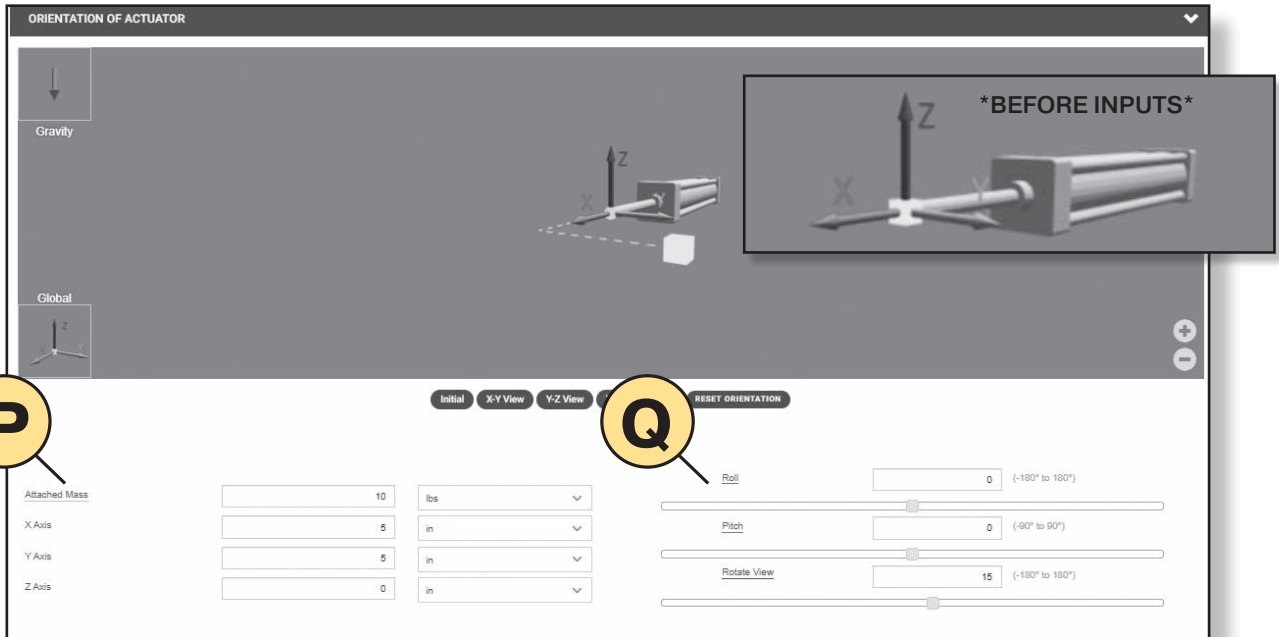 ORIENTATION OF ACTUATOR
*BEFORE INPUTS*
Z
X
Y
Gravity
Z
X
Y
Global
Z
X
Y
Initial X-Y View Y-Z View RESET ORIENTATION
P
Q
Attached Mass 10 lbs
X Axis 5 in
Y Axis 5 in
Z Axis 0 in
Roll 0 (-180° to 180°)
Pitch 0 (-90° to 90°)
Rotate View 15 (-180° to 180°)